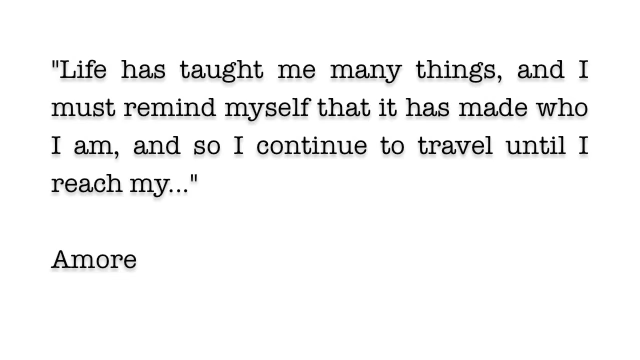 "Life has taught me many things, and I
must remind myself that it has made who
I am, and so I continue to travel until I
reach my..."
Amore